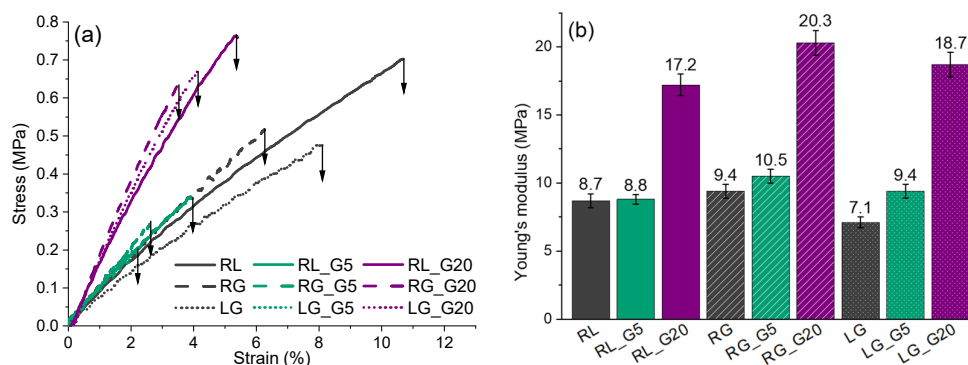 (a)
Stress (MPa)
0.8
0.7
0.6
0.5
0.4
0.3
0.2
0.1
0.0
RL RL_G5 RL_G20
RG RG_G5 RG_G20
LG LG_G5 LG_G20
0 2 4 6 8 10 12
Strain (%)
(b)
Young's modulus (MPa)
20
15
10
5
0
8.7 8.8 17.2 9.4 10.5 20.3 7.1 9.4 18.7
RL RL_G5 RL_G20 RG RG_G5 RG_G20 LG LG_G5 LG_G20